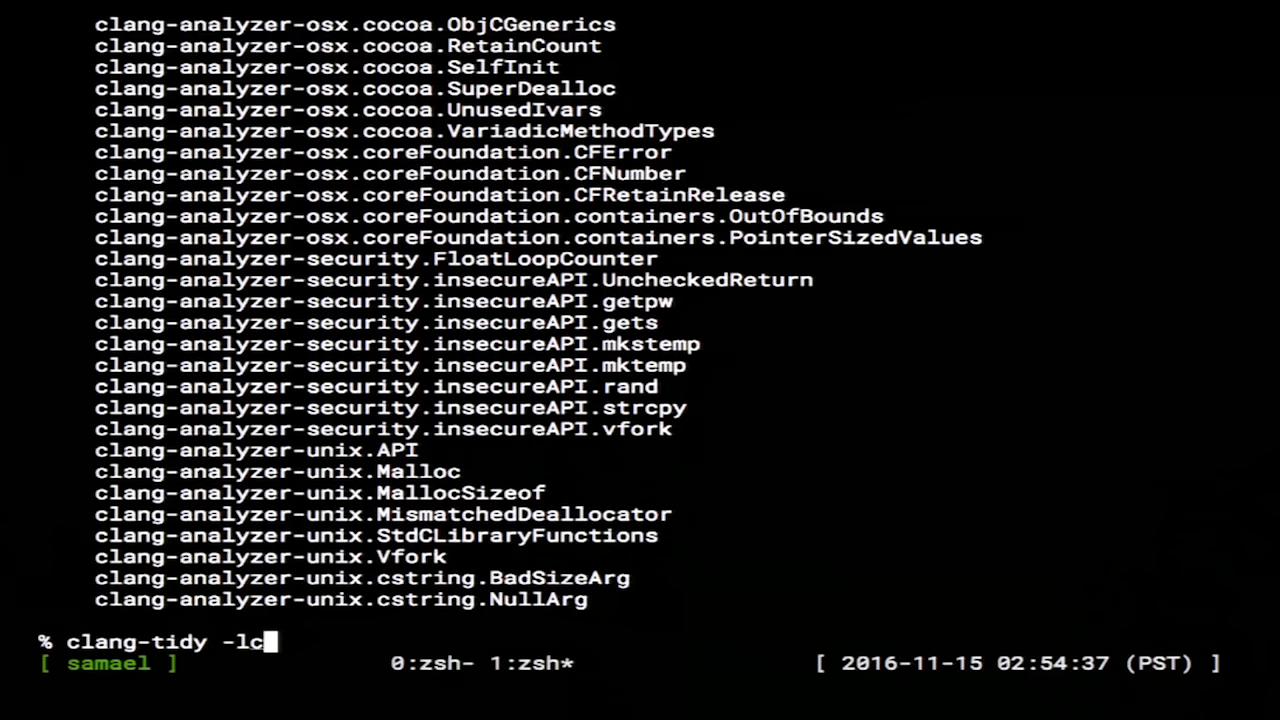 clang-analyzer-osx.cocoa.ObjCGenerics
clang-analyzer-osx.cocoa.RetainCount
clang-analyzer-osx.cocoa.SelfInit
clang-analyzer-osx.cocoa.SuperDealloc
clang-analyzer-osx.cocoa.UnusedIvars
clang-analyzer-osx.cocoa.VariadicMethodTypes
clang-analyzer-osx.coreFoundation.CFError
clang-analyzer-osx.coreFoundation.CFNumber
clang-analyzer-osx.coreFoundation.CFRetainRelease
clang-analyzer-osx.coreFoundation.containers.OutOfBounds
clang-analyzer-osx.coreFoundation.containers.PointerSizedValues
clang-analyzer-security.FloatLoopCounter
clang-analyzer-security.insecureAPI.UncheckedReturn
clang-analyzer-security.insecureAPI.getpw
clang-analyzer-security.insecureAPI.gets
clang-analyzer-security.insecureAPI.mkstemp
clang-analyzer-security.insecureAPI.mktemp
clang-analyzer-security.insecureAPI.rand
clang-analyzer-security.insecureAPI.strcpy
clang-analyzer-security.insecureAPI.vfork
clang-analyzer-unix.API
clang-analyzer-unix.Malloc
clang-analyzer-unix.MallocSizeof
clang-analyzer-unix.MismatchedDeallocator
clang-analyzer-unix.StdCLibraryFunctions
clang-analyzer-unix.Vfork
clang-analyzer-unix.cstring.BadSizeArg
clang-analyzer-unix.cstring.NullArg
% clang-tidy -lc
[ samael ] 0:zsh- 1:zsh* [ 2016-11-15 02:54:37 (PST) ]